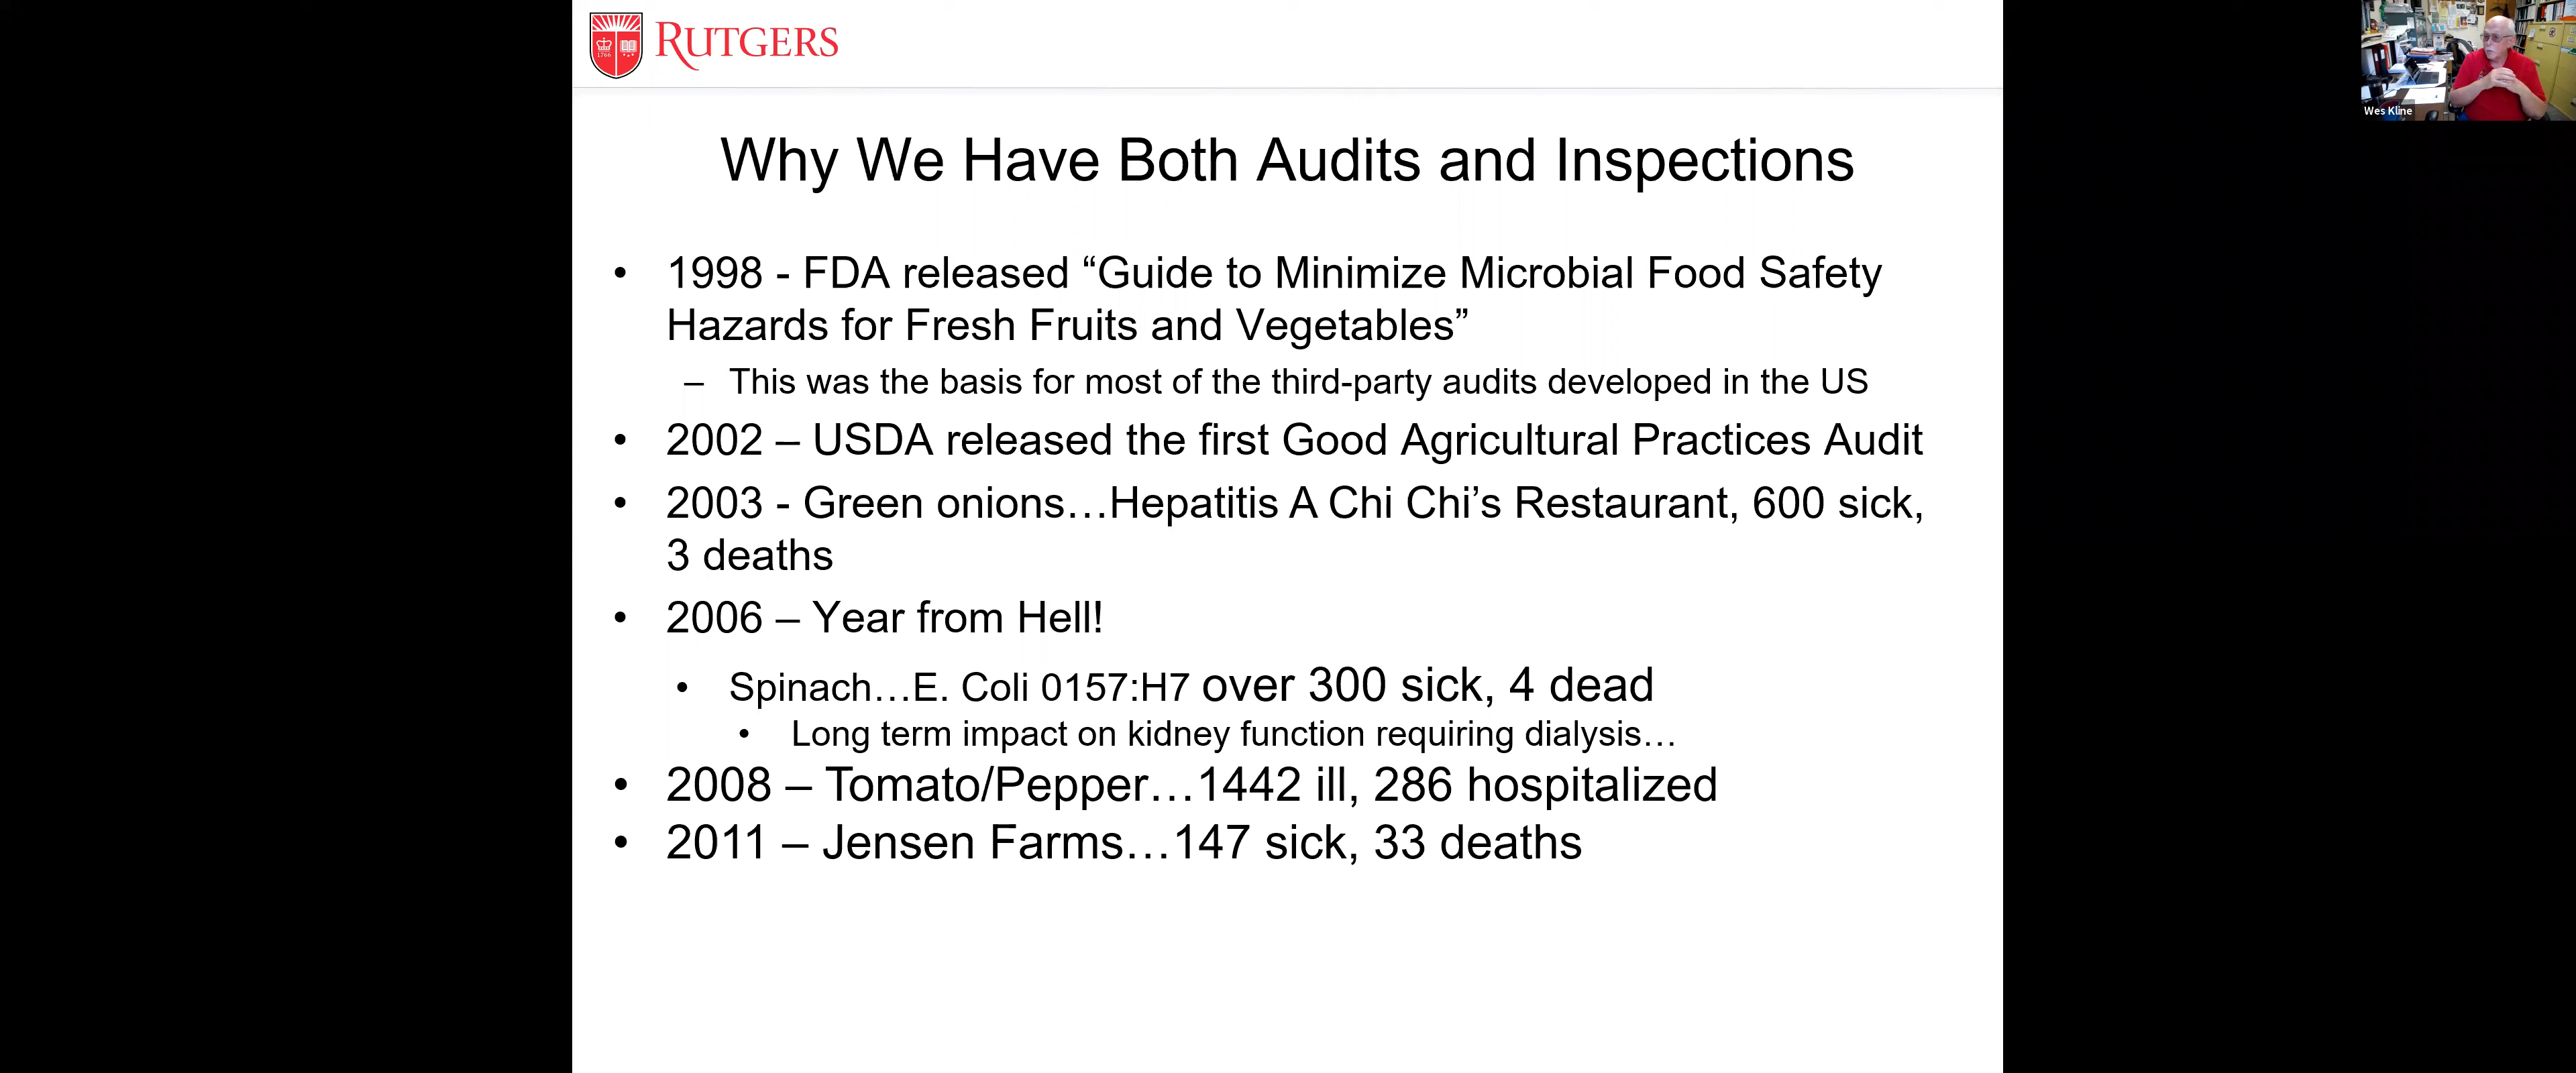 RUTGERS
1766
Why We Have Both Audits and Inspections
• 1998 - FDA released “Guide to Minimize Microbial Food Safety
Hazards for Fresh Fruits and Vegetables”
– This was the basis for most of the third-party audits developed in the US
• 2002 – USDA released the first Good Agricultural Practices Audit
• 2003 - Green onions…Hepatitis A Chi Chi’s Restaurant, 600 sick,
3 deaths
• 2006 – Year from Hell!
• Spinach…E. Coli 0157:H7 over 300 sick, 4 dead
• Long term impact on kidney function requiring dialysis…
• 2008 – Tomato/Pepper…1442 ill, 286 hospitalized
• 2011 – Jensen Farms…147 sick, 33 deaths
Wes Kline